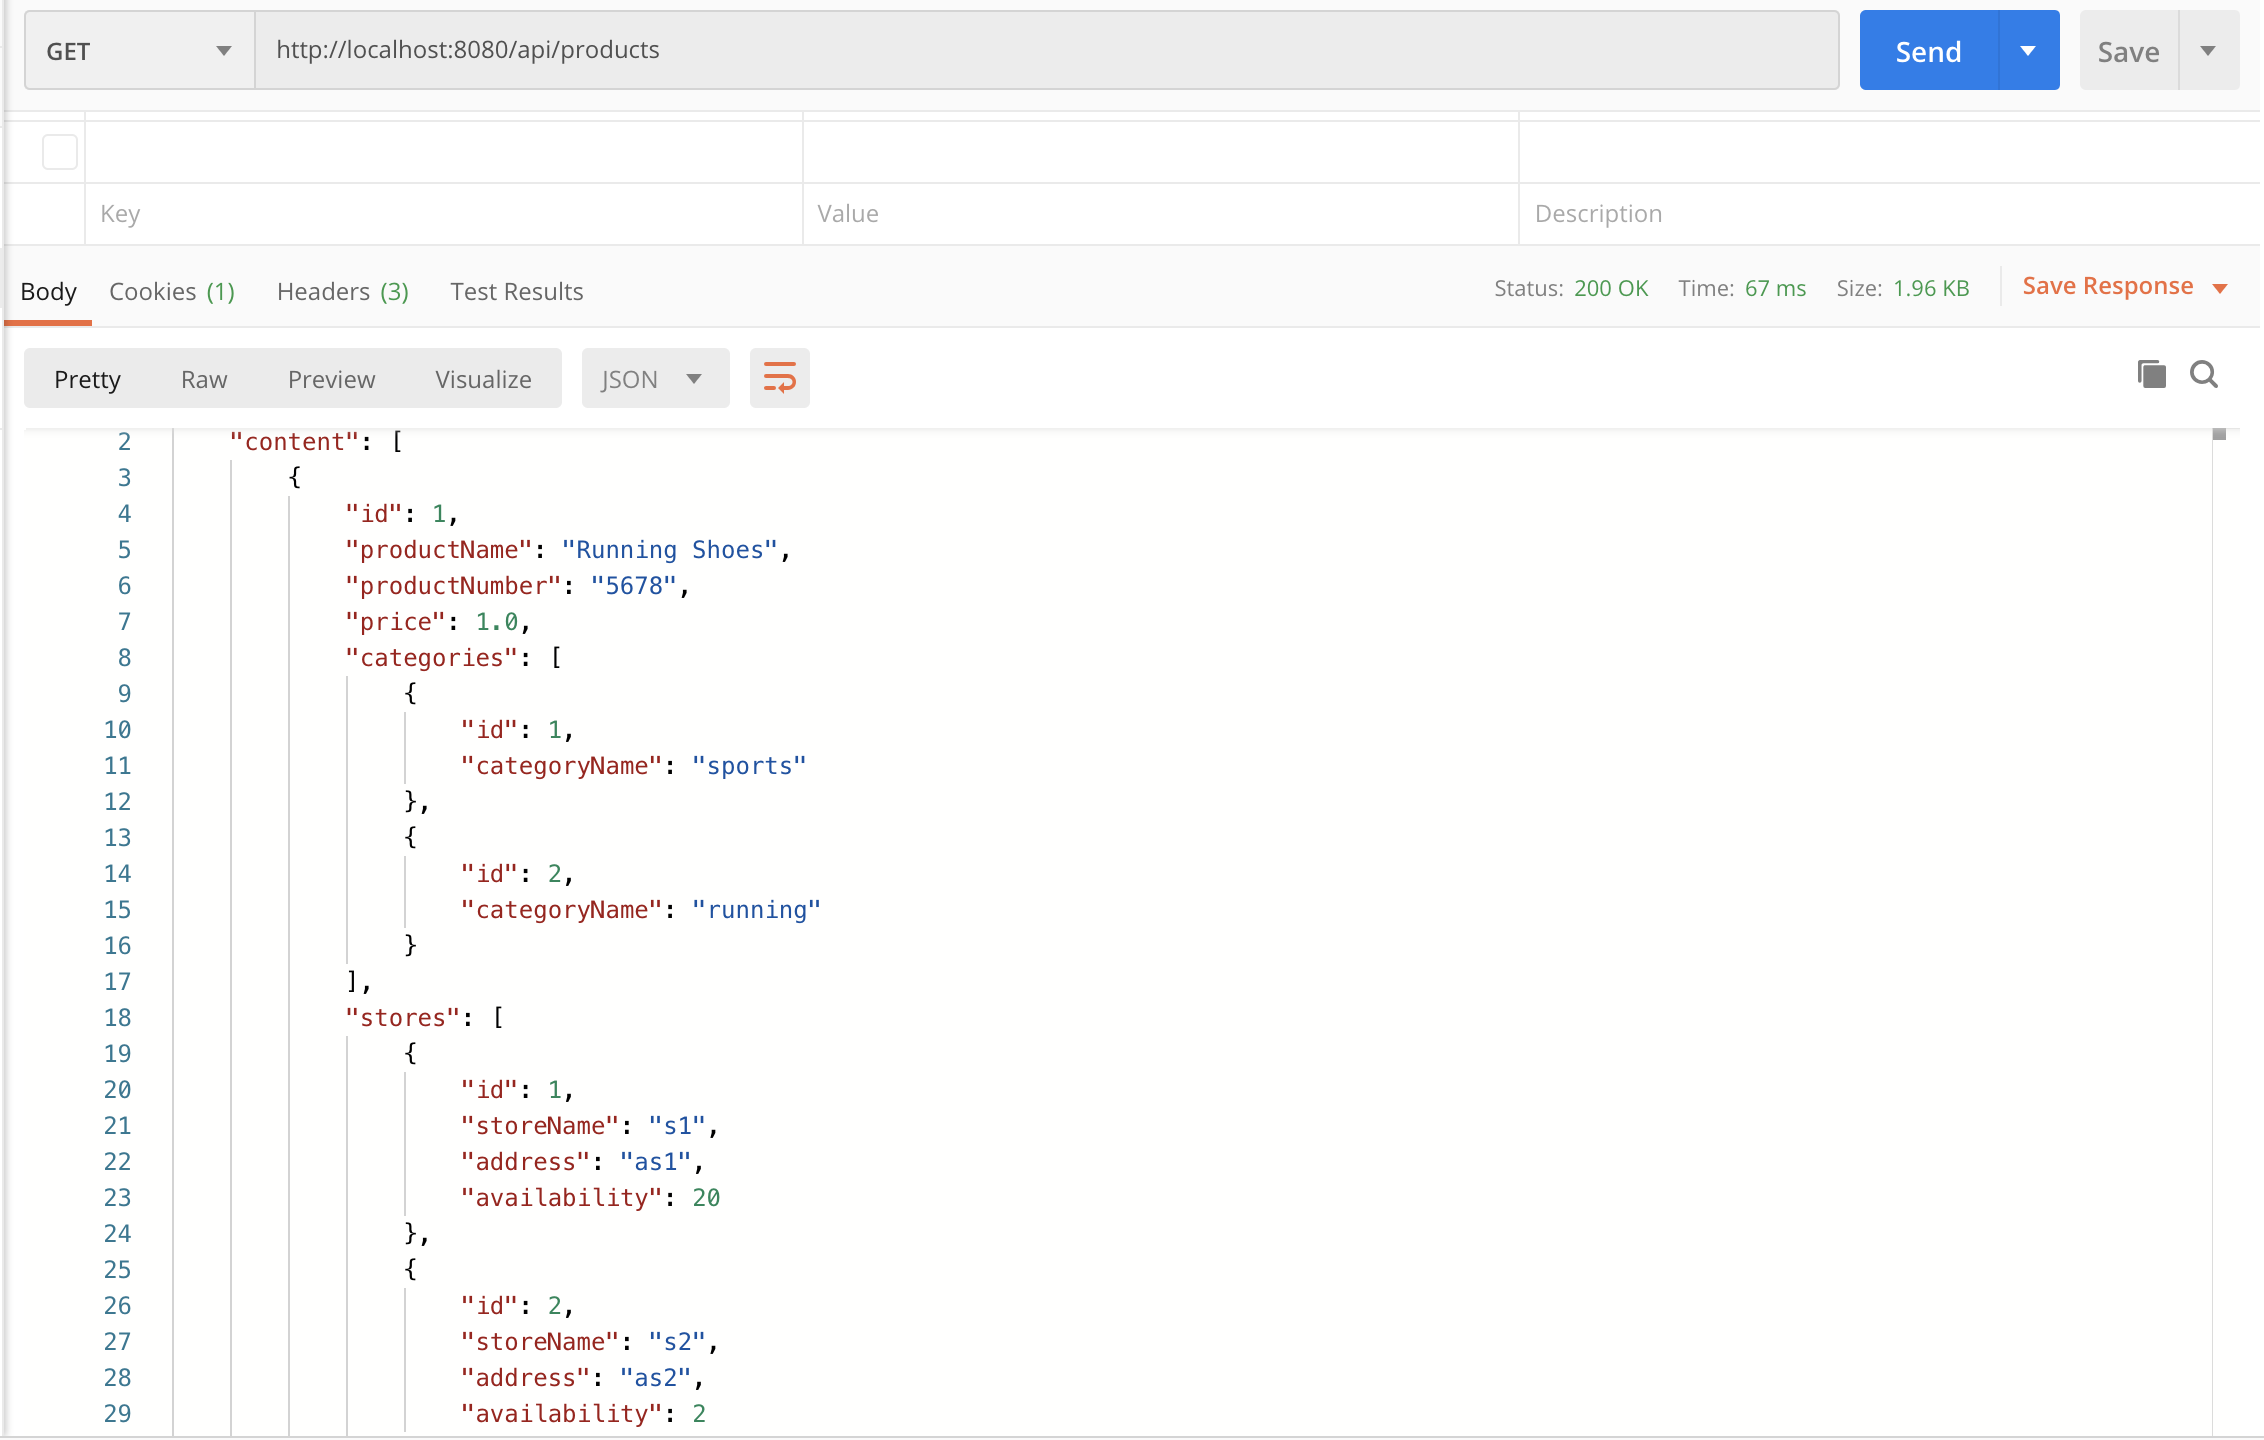 GET http://localhost:8080/api/products Send Save
Key Value Description
Body Cookies (1) Headers (3) Test Results Status: 200 OK Time: 67 ms Size: 1.96 KB Save Response
Pretty Raw Preview Visualize JSON
2 "content": [
3 {
4 "id": 1,
5 "productName": "Running Shoes",
6 "productNumber": "5678",
7 "price": 1.0,
8 "categories": [
9 {
10 "id": 1,
11 "categoryName": "sports"
12 },
13 {
14 "id": 2,
15 "categoryName": "running"
16 }
17 ],
18 "stores": [
19 {
20 "id": 1,
21 "storeName": "s1",
22 "address": "as1",
23 "availability": 20
24 },
25 {
26 "id": 2,
27 "storeName": "s2",
28 "address": "as2",
29 "availability": 2